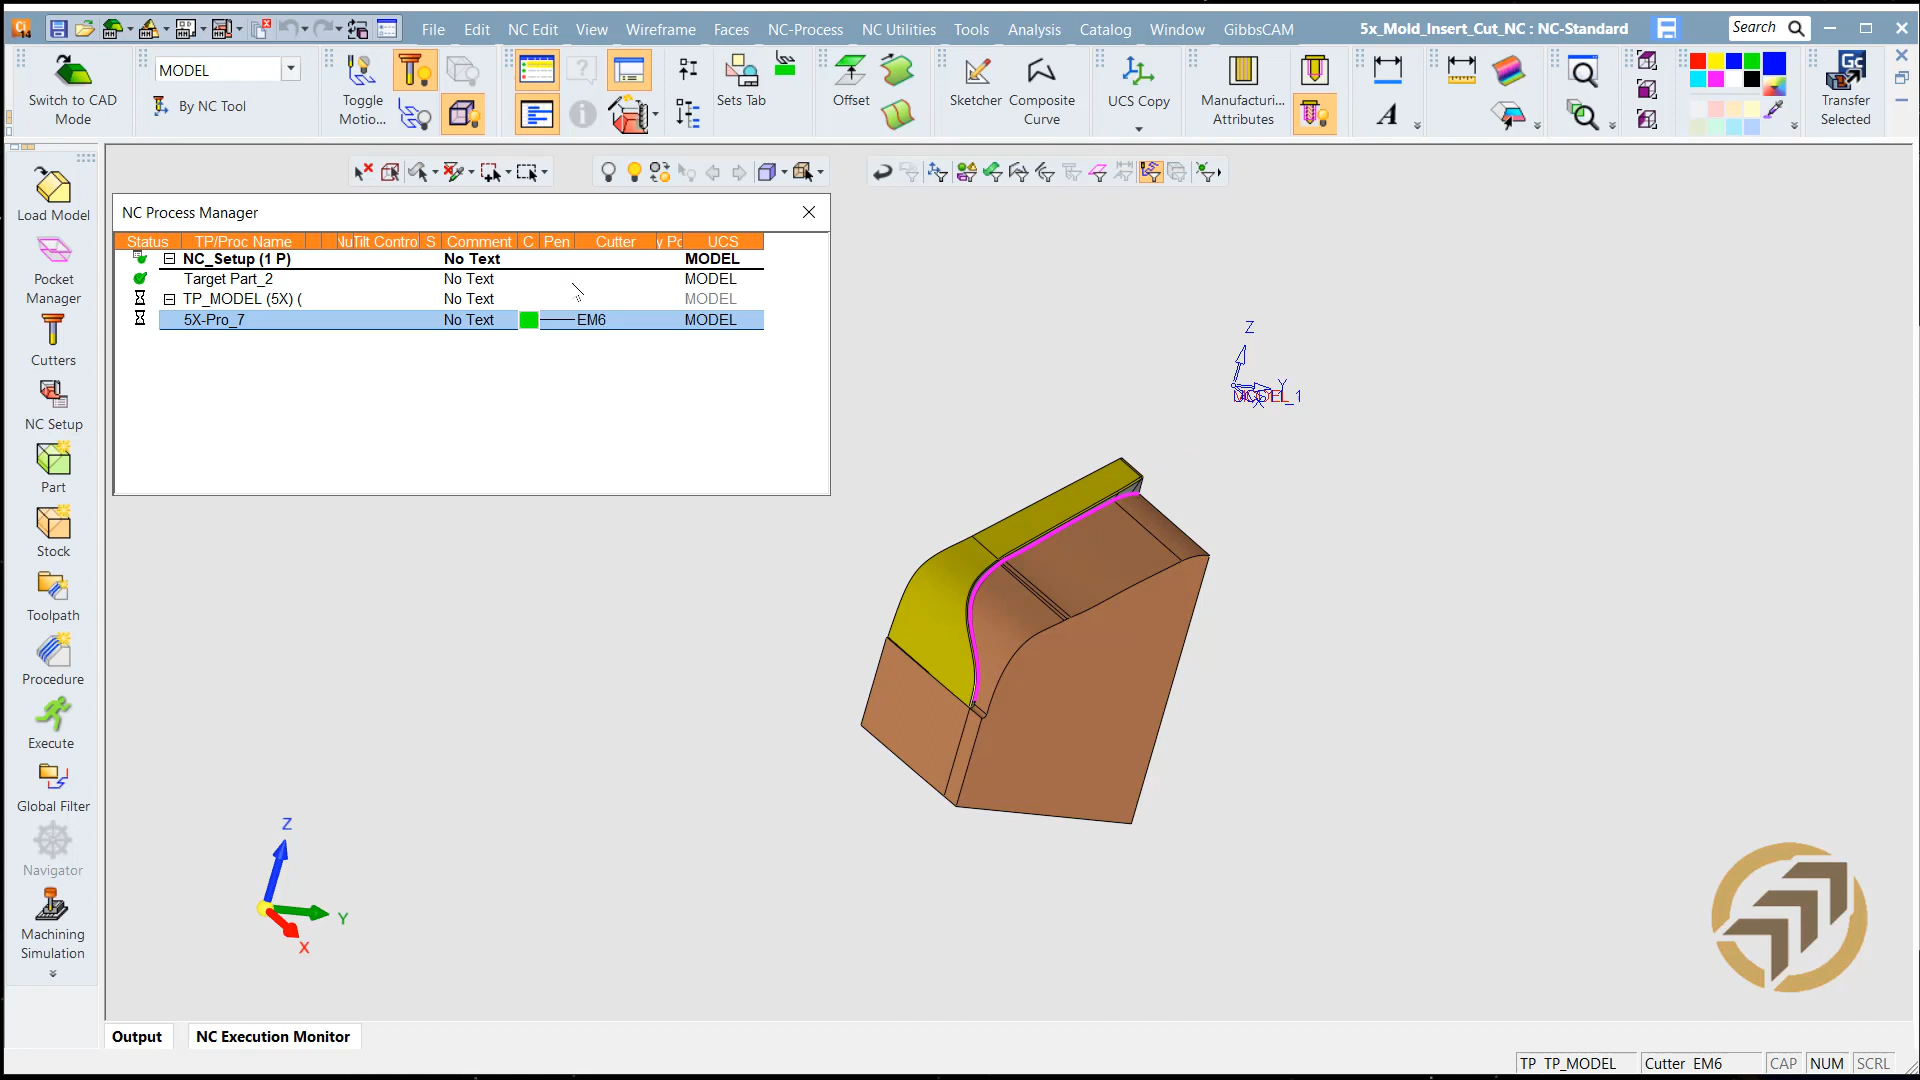 File Edit NC Edit View Wireframe Faces NC-Process NC Utilities Tools Analysis Catalog Window GibbsCAM 5x_Mold_Insert_Cut_NC : NC-Standard Search
Switch to CAD Mode
MODEL
By NC Tool
Toggle Motio...
Sets Tab
Offset
Sketcher
Composite Curve
UCS Copy
Manufacturi... Attributes
Transfer Selected
Load Model
Pocket Manager
Cutters
NC Setup
Part
Stock
Toolpath
Procedure
Execute
Global Filter
Navigator
Machining Simulation
NC Process Manager
Status TP/Proc Name Nu Tilt Contro S Comment C Pen Cutter y Po UCS
NC_Setup (1 P) No Text MODEL
Target Part_2 No Text MODEL
TP_MODEL (5X) ( No Text MODEL
5X-Pro_7 No Text EM6 MODEL
Z
Y
X
Z
Y
X
Output NC Execution Monitor
TP TP_MODEL Cutter EM6 CAP NUM SCRL